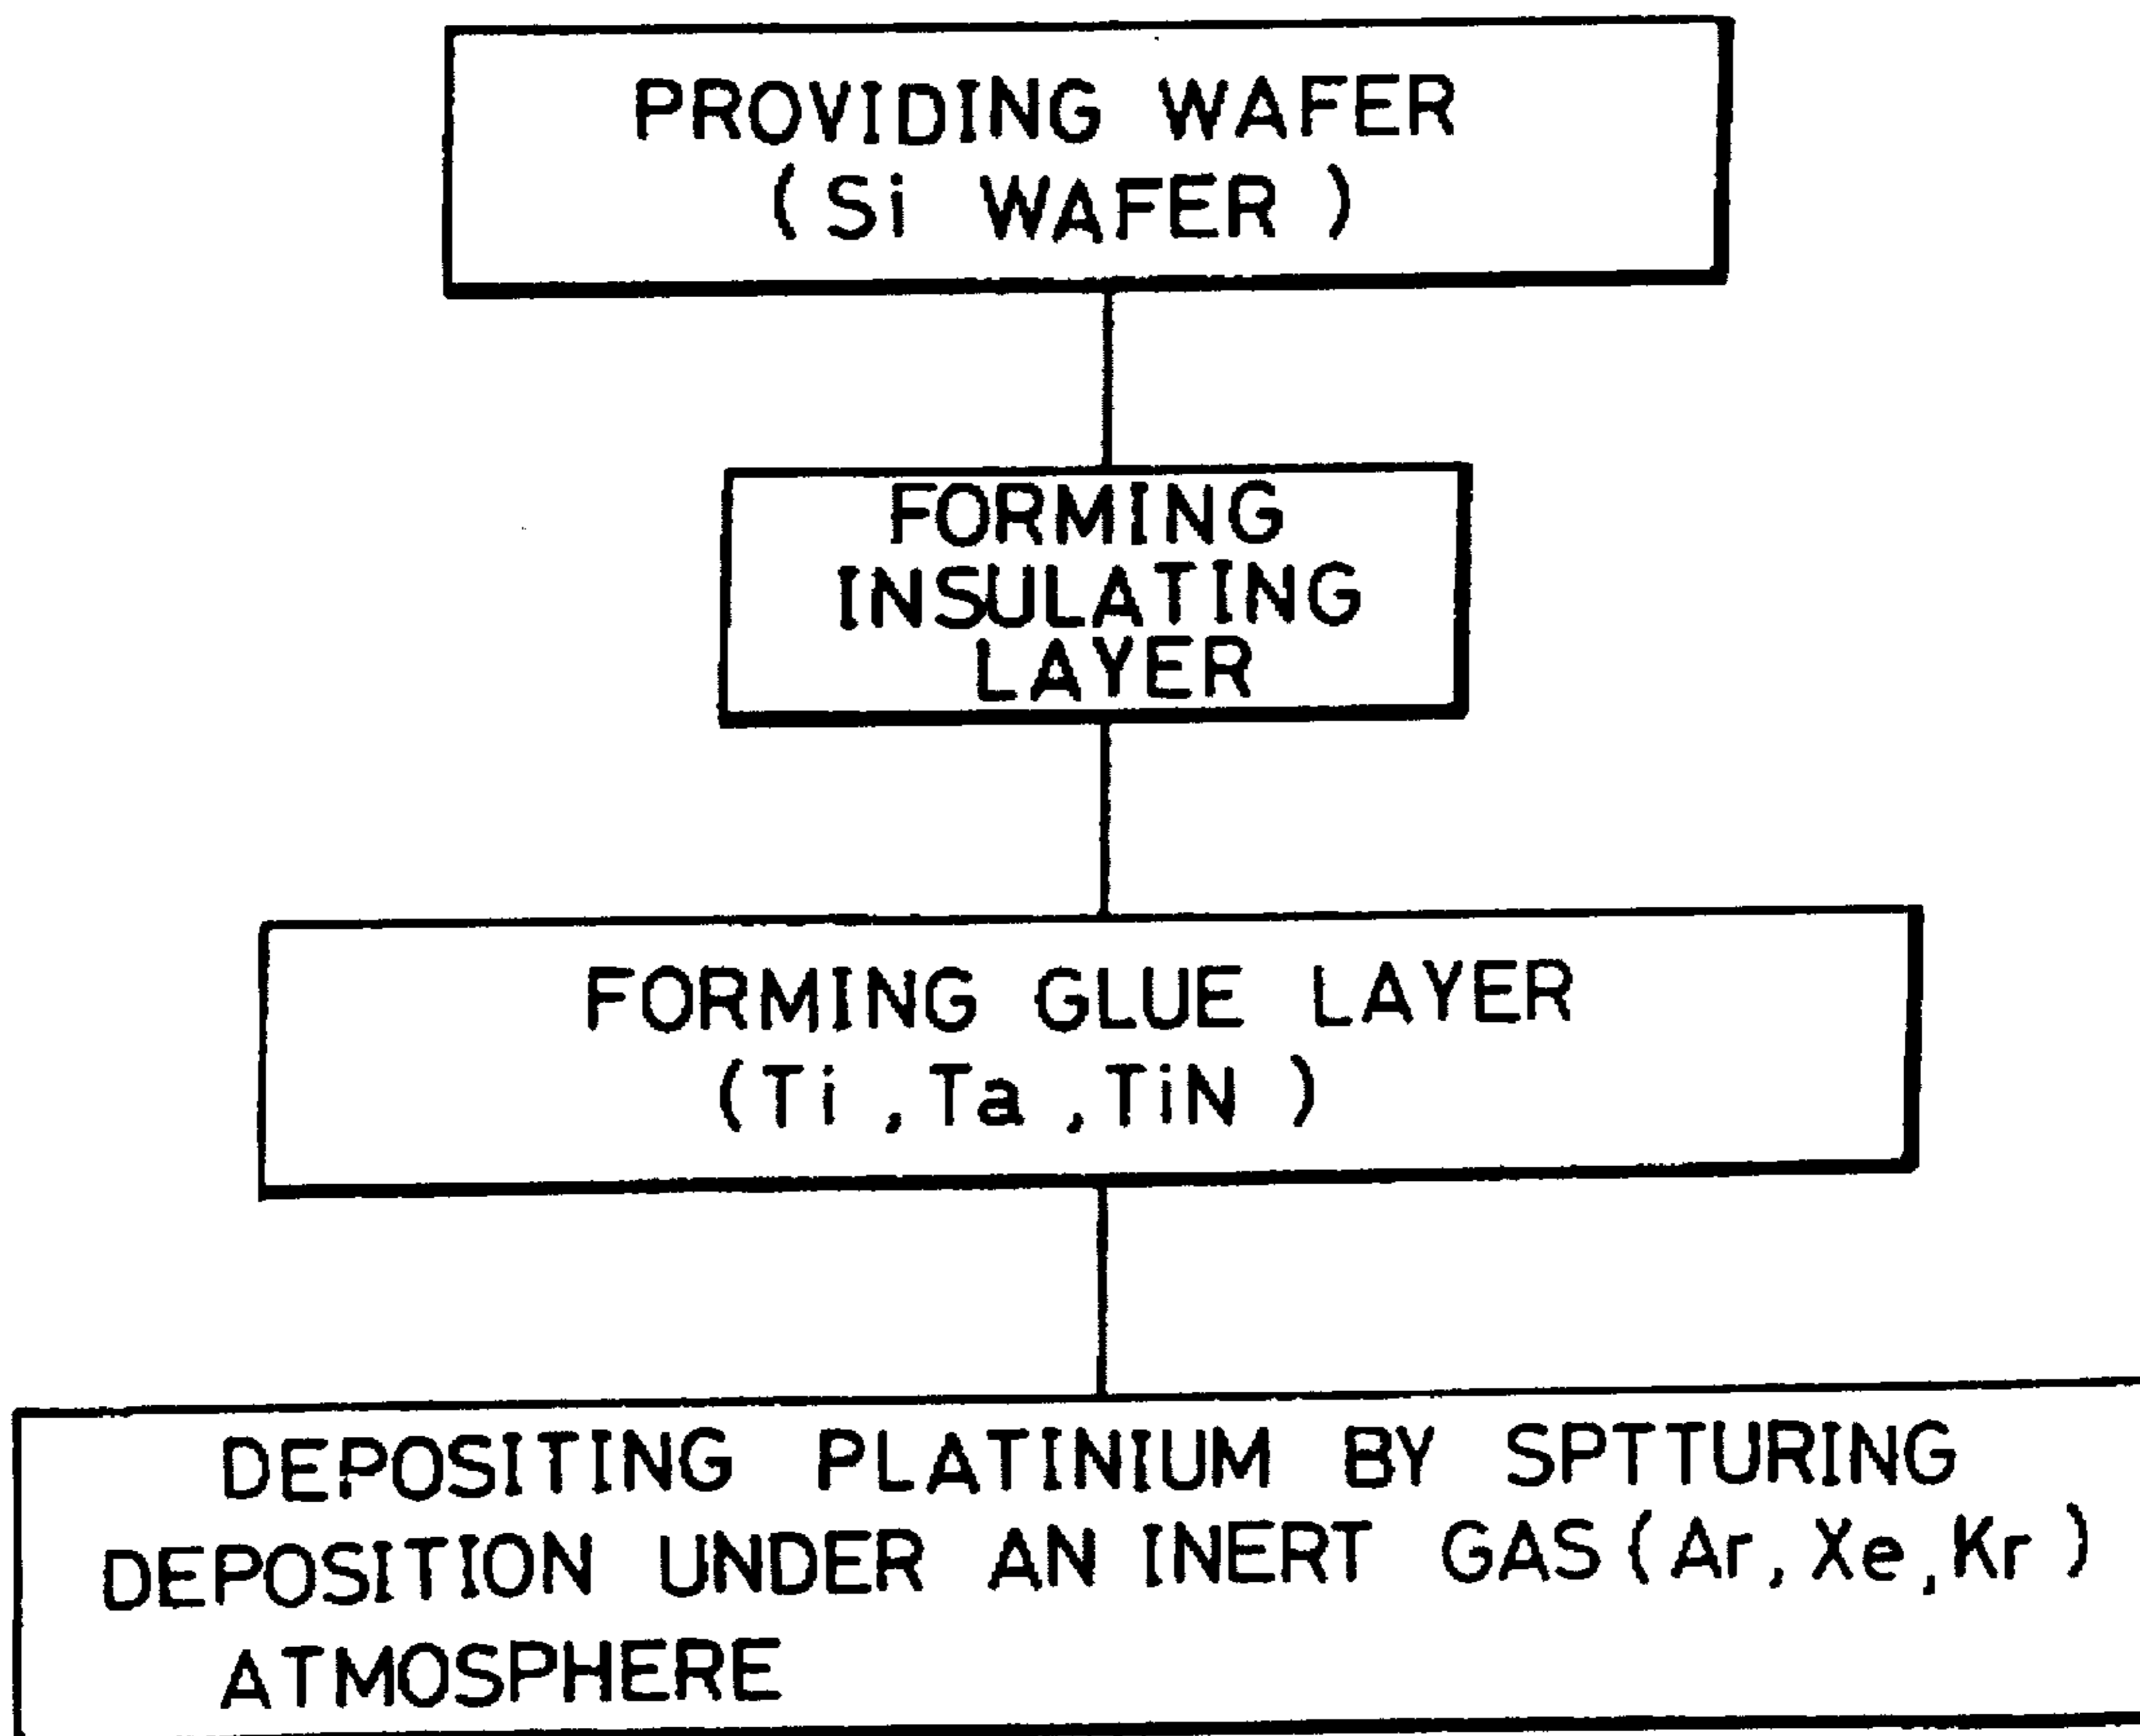 PROVIDING WAFER
( Si WAFER )
FORMING
INSULATING
LAYER
FORMING GLUE LAYER
(Ti ,Ta ,TiN )
DEPOSITING PLATINIUM BY SPTTURING
DEPOSITION UNDER AN INERT GAS(Ar,Xe,Kr)
ATMOSPHERE